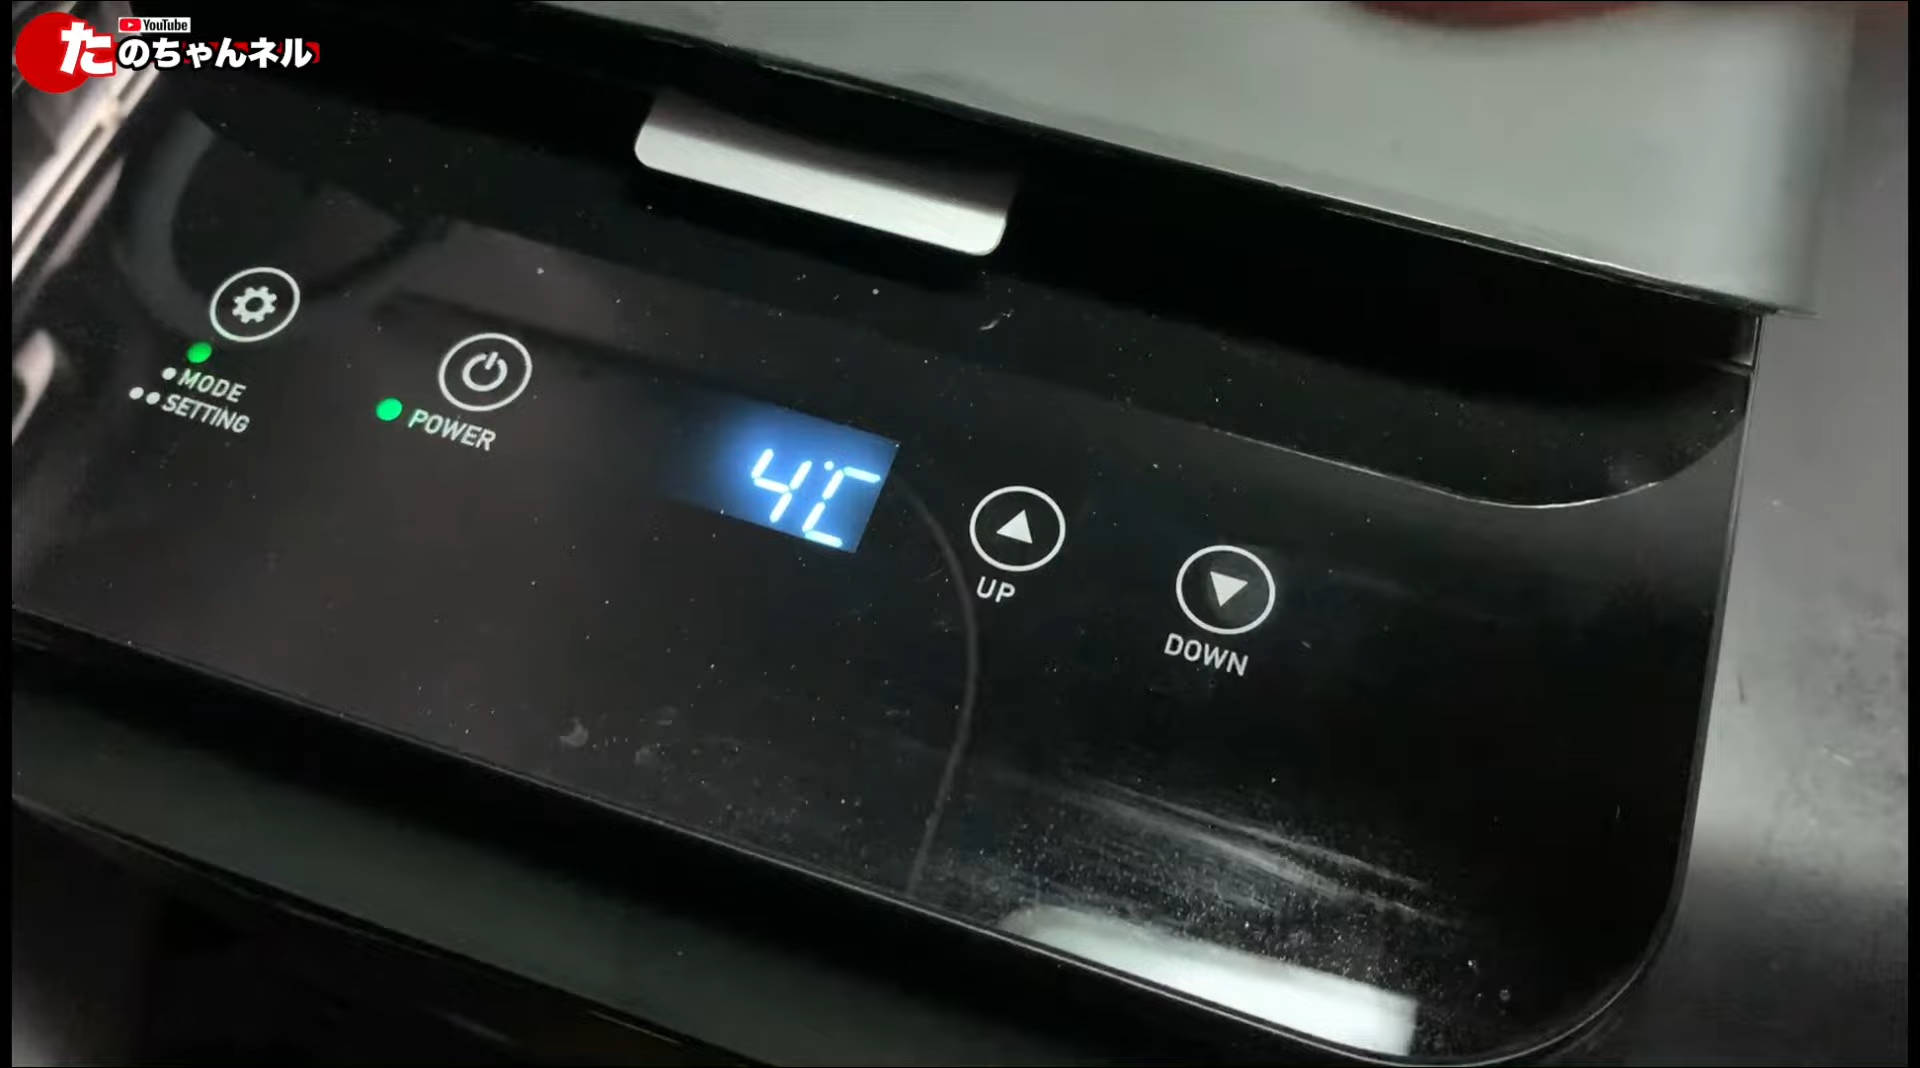 YouTube
たのちゃんネル
MODE
SETTING
POWER
4℃
UP
DOWN